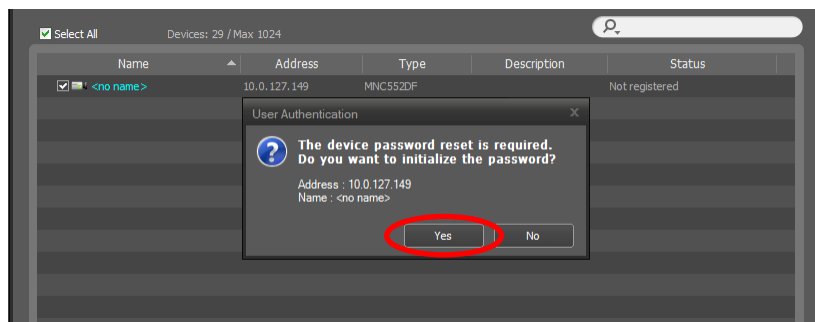 Select All Devices: 29 / Max 1024
Name Address Type Description Status
<no name> 10.0.127.149 MNC552DF Not registered
User Authentication
The device password reset is required.
Do you want to initialize the password?
Address : 10.0.127.149
Name : <no name>
Yes No